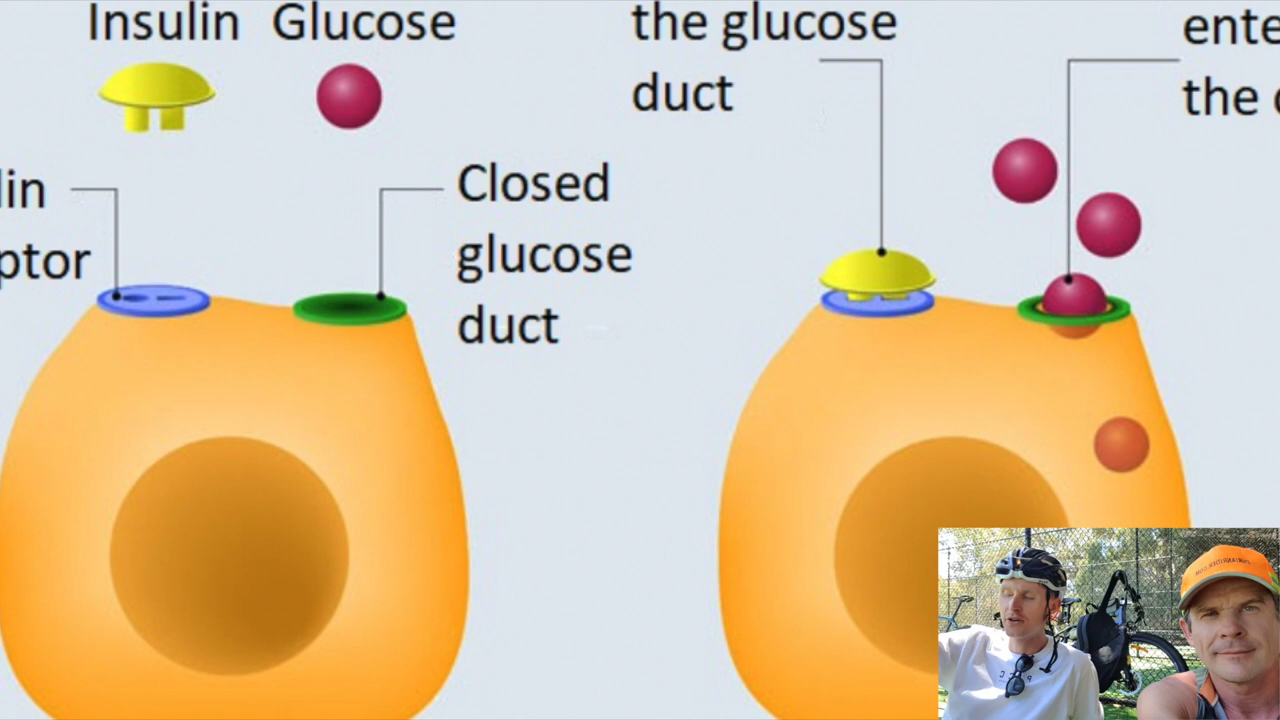 Insulin Glucose
lin
ptor
Closed
glucose
duct
the glucose
duct
ente
the